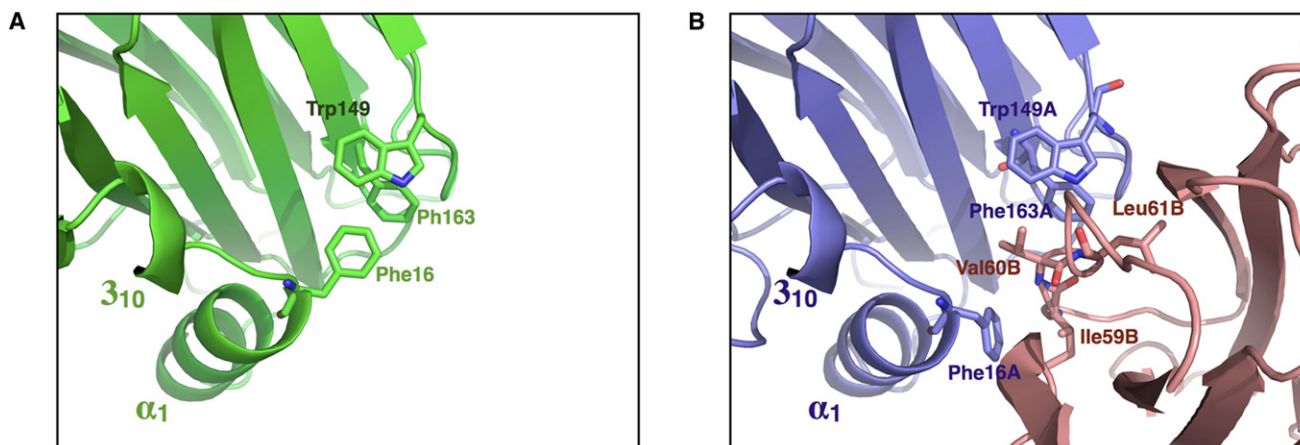 A
Trp149
Ph163
Phe16
310
α1
B
Trp149A
Phe163A
Leu61B
Val60B
310
Ile59B
Phe16A
α1